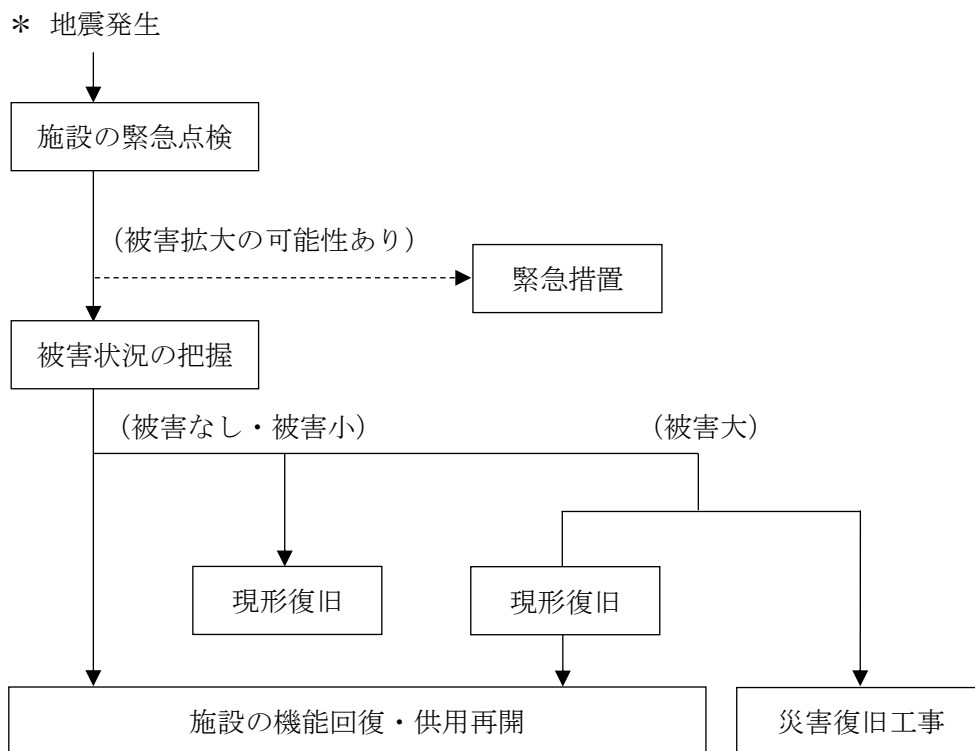 ＊ 地震発生
施設の緊急点検
（被害拡大の可能性あり）
緊急措置
被害状況の把握
（被害なし・被害小）
（被害大）
現形復旧
現形復旧
施設の機能回復・供用再開
災害復旧工事